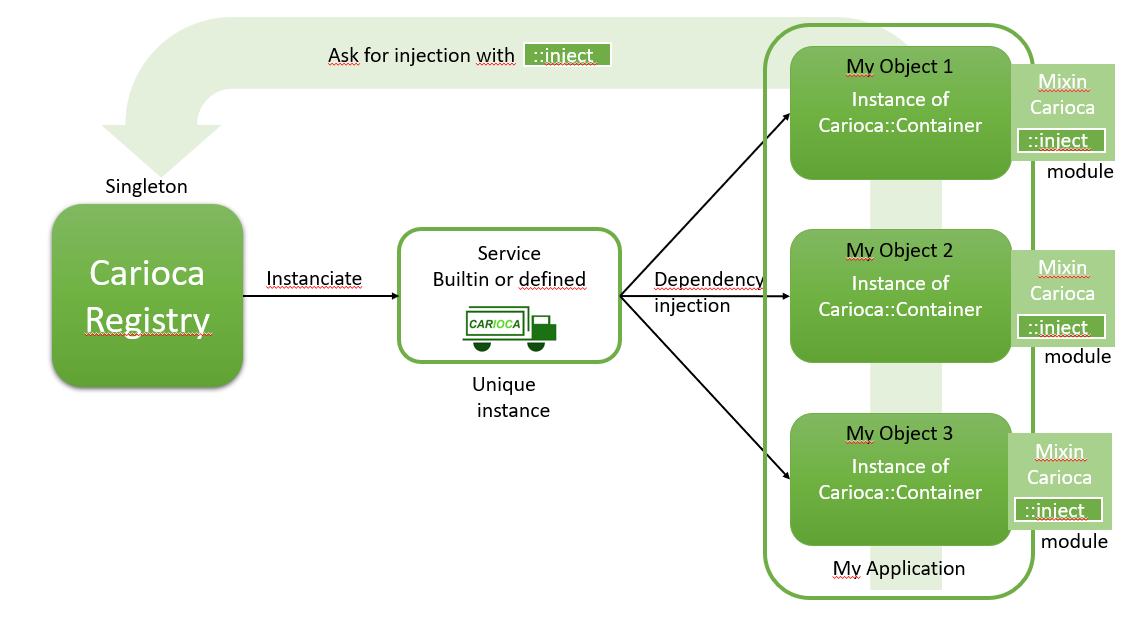 Ask for injection with ::inject
Singleton
Carioca
Registry
Instanciate
Service
Builtin or defined
CARIOCA
Unique
instance
Dependency
injection
My Object 1
Instance of
Carioca::Container
Mixin
Carioca
::inject
module
My Object 2
Instance of
Carioca::Container
Mixin
Carioca
::inject
module
My Object 3
Instance of
Carioca::Container
Mixin
Carioca
::inject
module
My Application